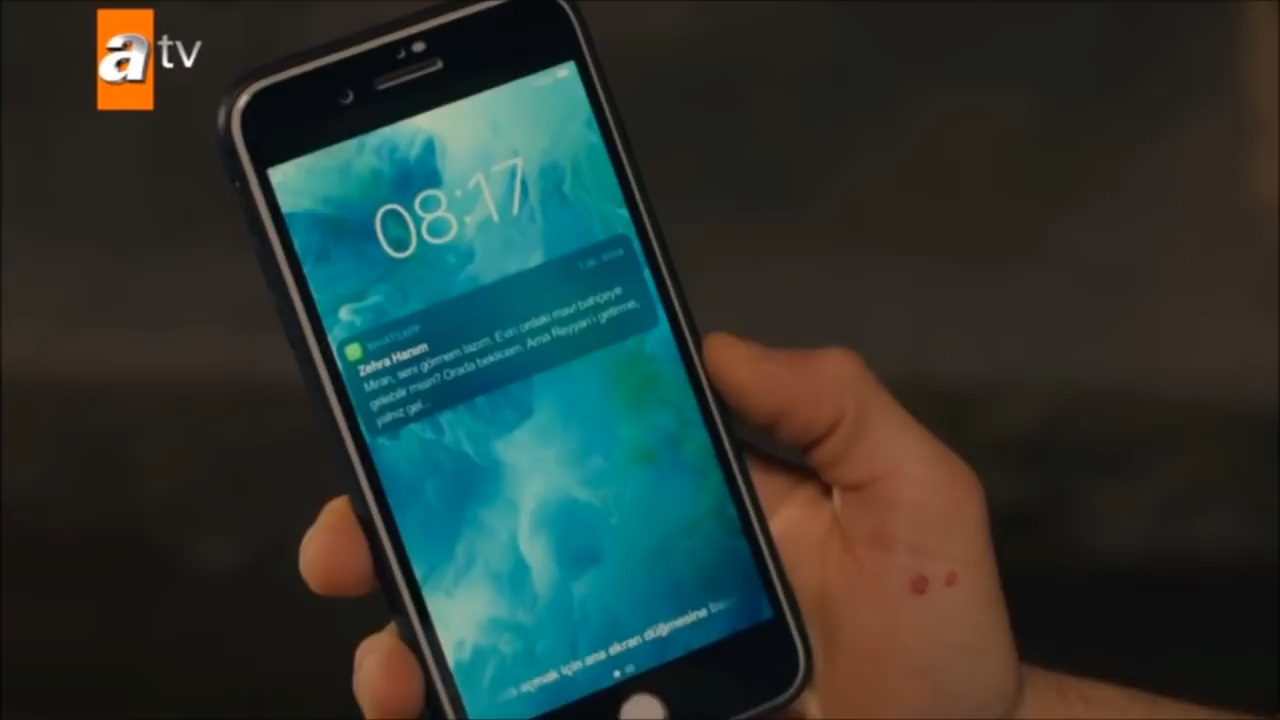 atv
08:17
WHATSAPP
Zehra Hanım
Miran, seni görmem lazım. Evin ordaki mavi bahçeye
gelebilir misin? Orada beklicem. Ama Reyyan'ı getirme,
yalnız gel...
açmak için ana ekran düğmesine